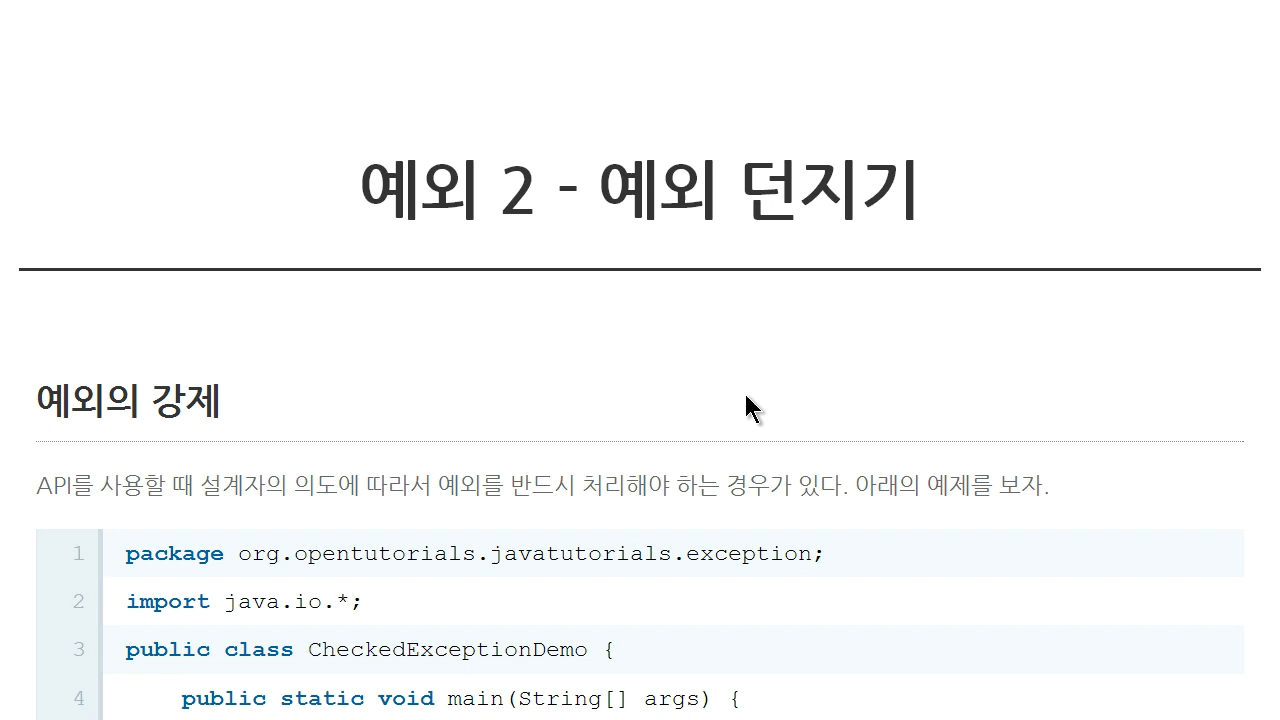 예외 2 - 예외 던지기
예외의 강제
API를 사용할 때 설계자의 의도에 따라서 예외를 반드시 처리해야 하는 경우가 있다. 아래의 예제를 보자.
1 package org.opentutorials.javatutorials.exception;
2 import java.io.*;
3 public class CheckedExceptionDemo {
4 public static void main(String[] args) {